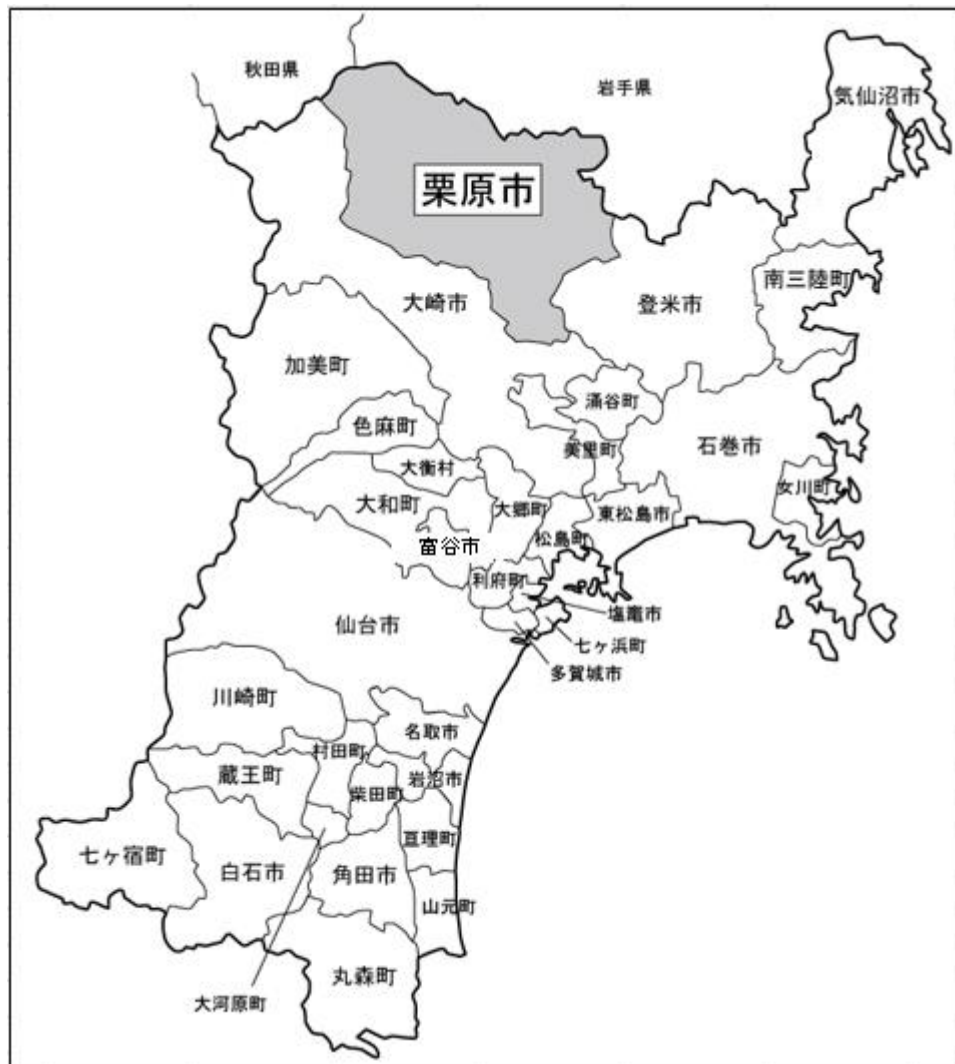 秋田県
岩手県
気仙沼市
栗原市
南三陸町
大崎市
登米市
加美町
涌谷町
色麻町
美里町
石巻市
大衡村
女川町
大和町
大郷町
東松島市
富谷市
松島町
利府町
塩竈市
仙台市
七ヶ浜町
多賀城市
川崎町
名取市
村田町
蔵王町
岩沼市
柴田町
亘理町
七ヶ宿町
白石市
角田市
山元町
丸森町
大河原町